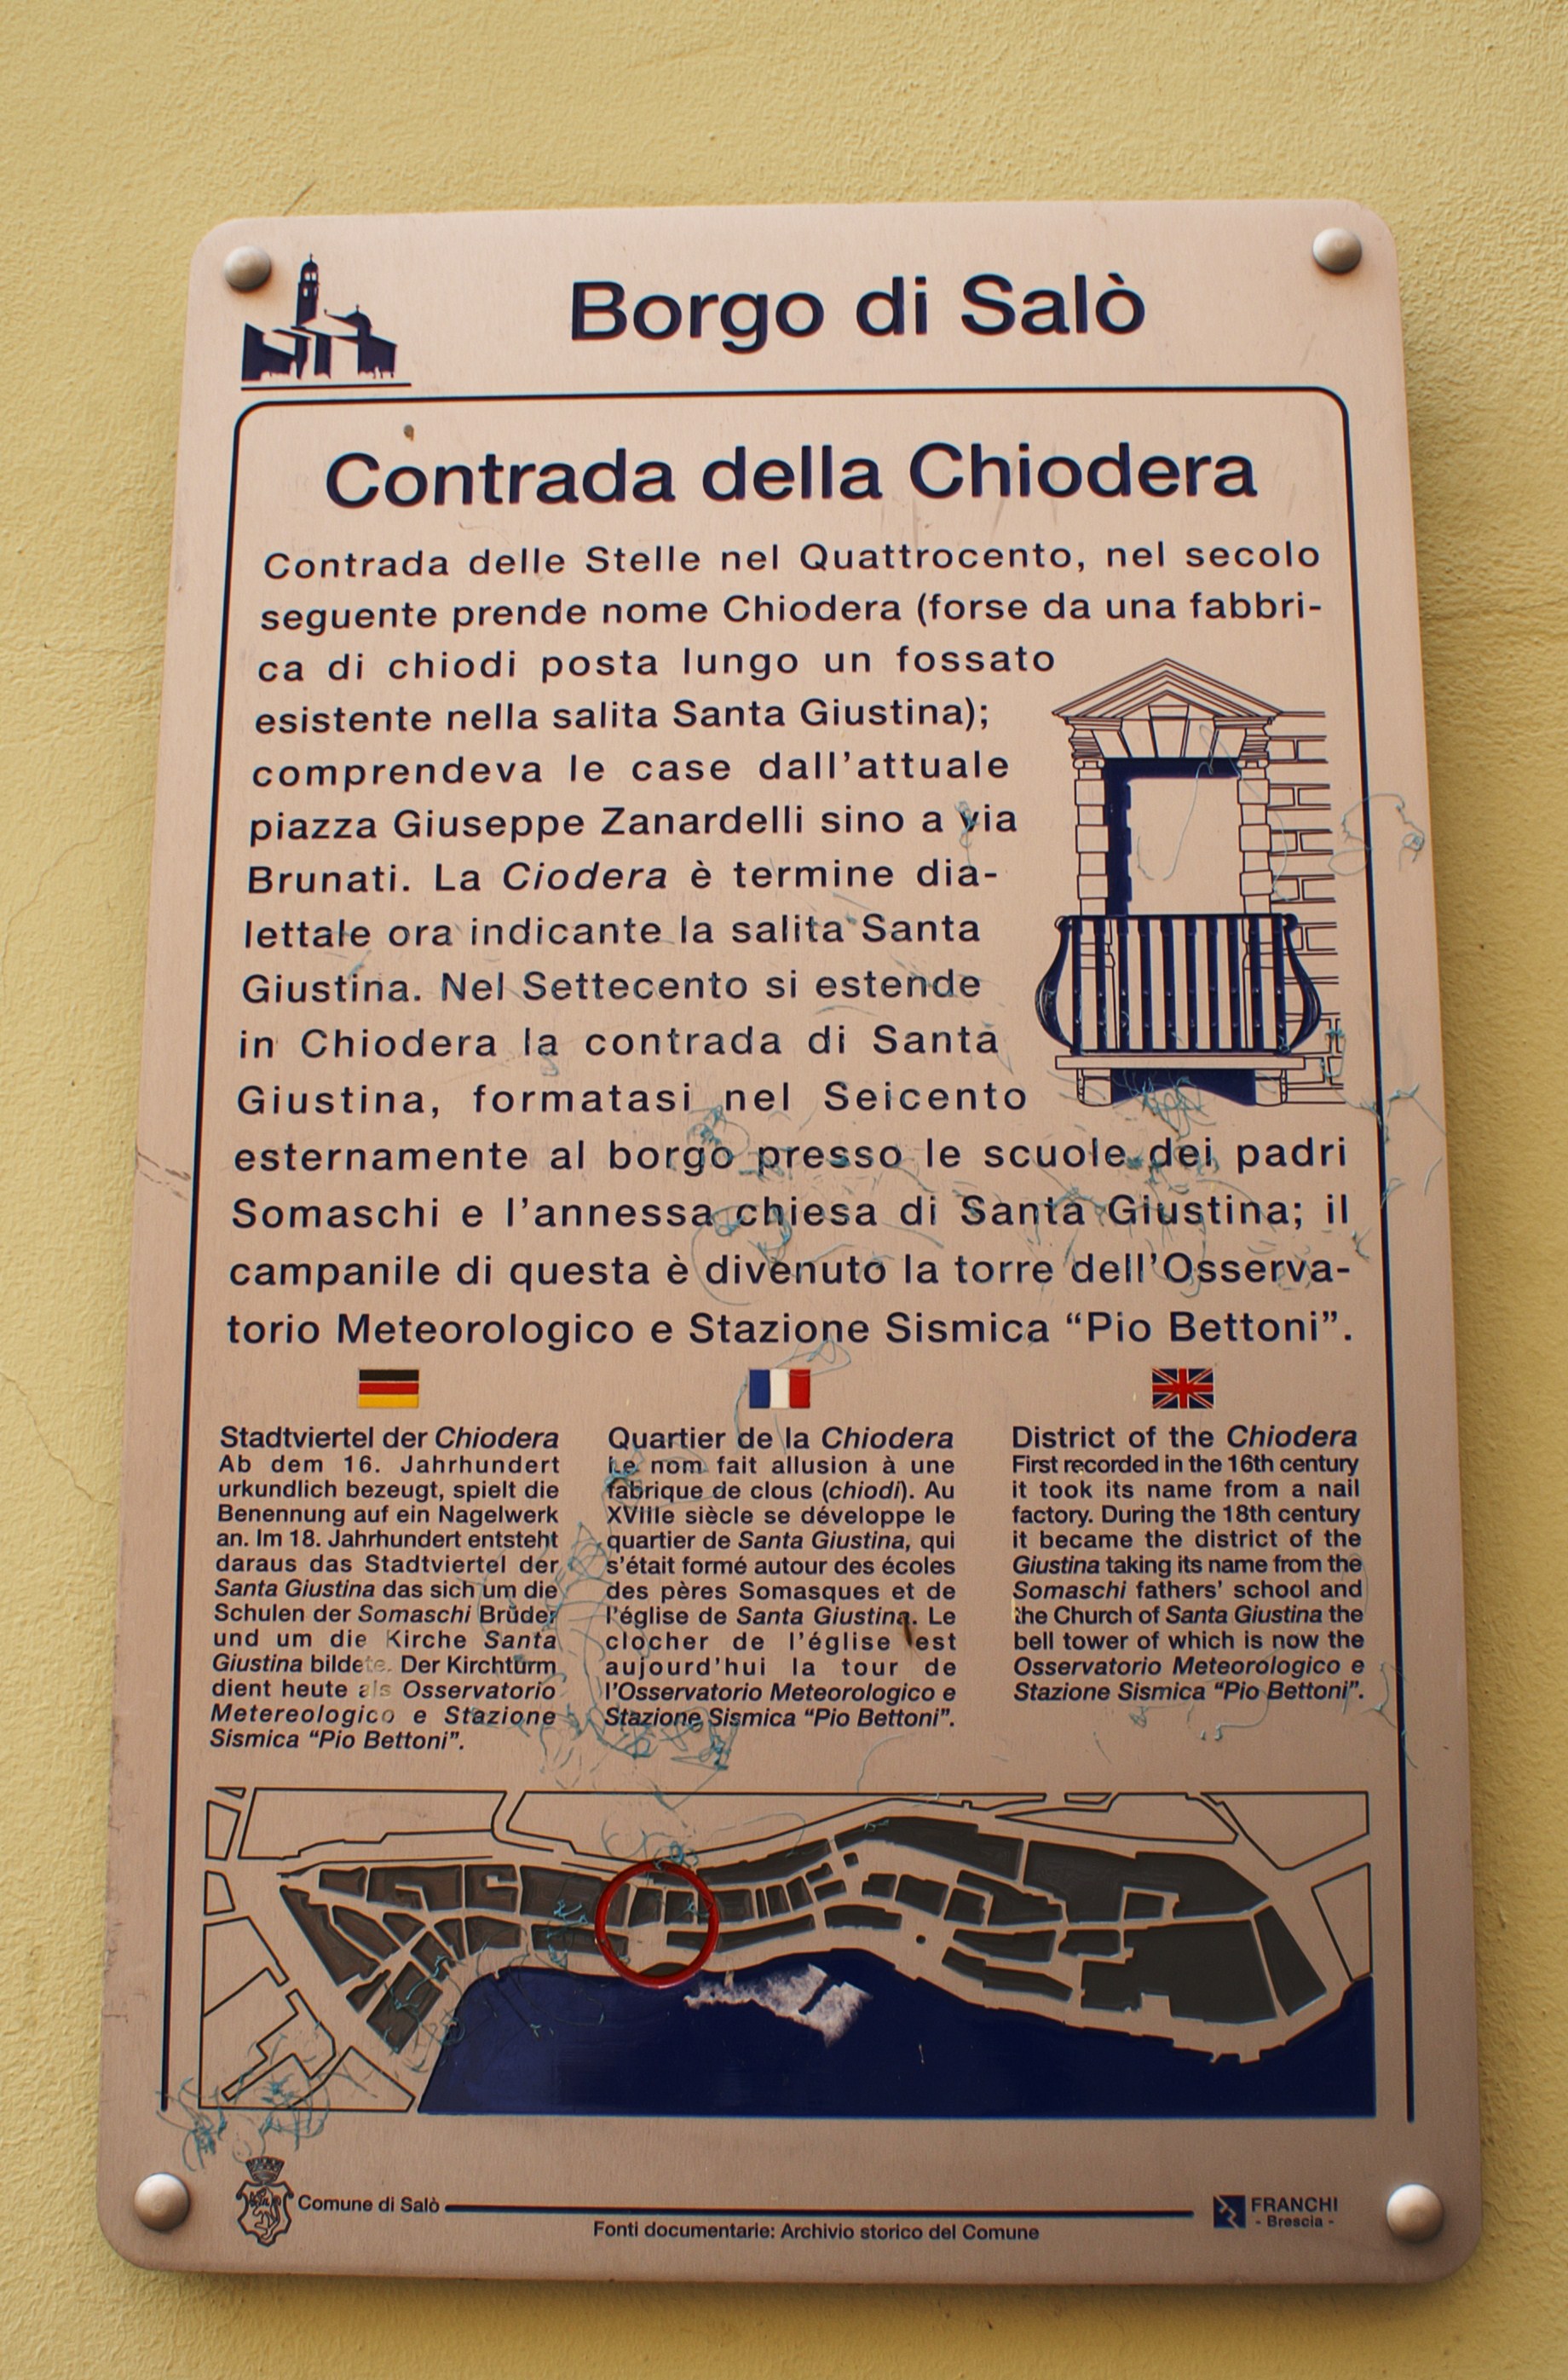 Borgo di Salò
Contrada della Chiodera
Contrada delle Stelle nel Quattrocento, nel secolo
seguente prende nome Chiodera (forse da una fabbri-
ca di chiodi posta lungo un fossato
esistente nella salita Santa Giustina);
comprendeva le case dall'attuale
piazza Giuseppe Zanardelli sino a via
Brunati. La Ciodera è termine dia-
lettale ora indicante la salita Santa
Giustina. Nel Settecento si estende
in Chiodera la contrada di Santa
Giustina, formatasi nel Seicento
esternamente al borgo presso le scuole dei padri
Somaschi e l'annessa chiesa di Santa Giustina; il
campanile di questa è divenuto la torre dell'Osserva-
torio Meteorologico e Stazione Sismica “Pio Bettoni”.
Stadtviertel der Chiodera
Ab dem 16. Jahrhundert
urkundlich bezeugt, spielt die
Benennung auf ein Nagelwerk
an. Im 18. Jahrhundert entsteht
daraus das Stadtviertel der
Santa Giustina das sich um die
Schulen der Somaschi Brüder
und um die Kirche Santa
Giustina bildete. Der Kirchturm
dient heute als Osservatorio
Metereologico e Stazione
Sismica “Pio Bettoni”.
Quartier de la Chiodera
Le nom fait allusion à une
fabrique de clous (chiodi). Au
XVIIIe siècle se développe le
quartier de Santa Giustina, qui
s'était formé autour des écoles
des pères Somasques et de
l'église de Santa Giustina. Le
clocher de l'église est
aujourd'hui la tour de
l'Osservatorio Meteorologico e
Stazione Sismica “Pio Bettoni”.
District of the Chiodera
First recorded in the 16th century
it took its name from a nail
factory. During the 18th century
it became the district of the
Giustina taking its name from the
Somaschi fathers' school and
the Church of Santa Giustina the
bell tower of which is now the
Osservatorio Meteorologico e
Stazione Sismica “Pio Bettoni”.
Comune di Salò
Fonti documentarie: Archivio storico del Comune
FRANCHI
- Brescia -